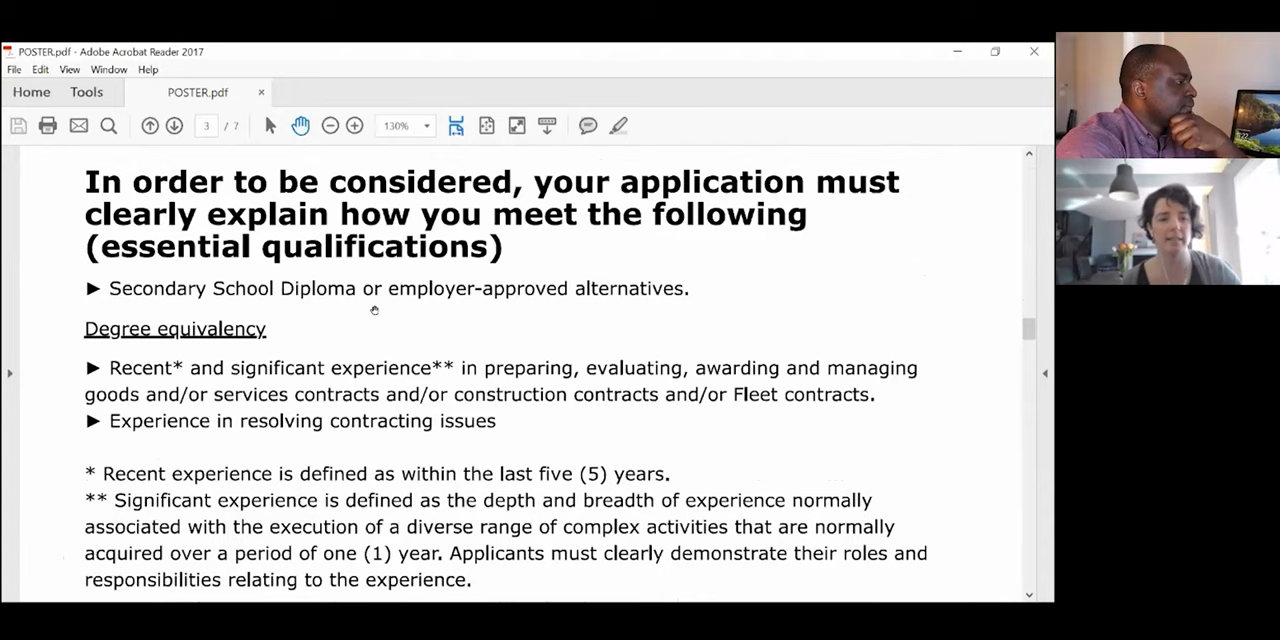 POSTER.pdf - Adobe Acrobat Reader 2017
File Edit View Window Help
Home Tools POSTER.pdf ×
3 / 7 130%
In order to be considered, your application must
clearly explain how you meet the following
(essential qualifications)
► Secondary School Diploma or employer-approved alternatives.
Degree equivalency
► Recent* and significant experience** in preparing, evaluating, awarding and managing
goods and/or services contracts and/or construction contracts and/or Fleet contracts.
► Experience in resolving contracting issues
* Recent experience is defined as within the last five (5) years.
** Significant experience is defined as the depth and breadth of experience normally
associated with the execution of a diverse range of complex activities that are normally
acquired over a period of one (1) year. Applicants must clearly demonstrate their roles and
responsibilities relating to the experience.